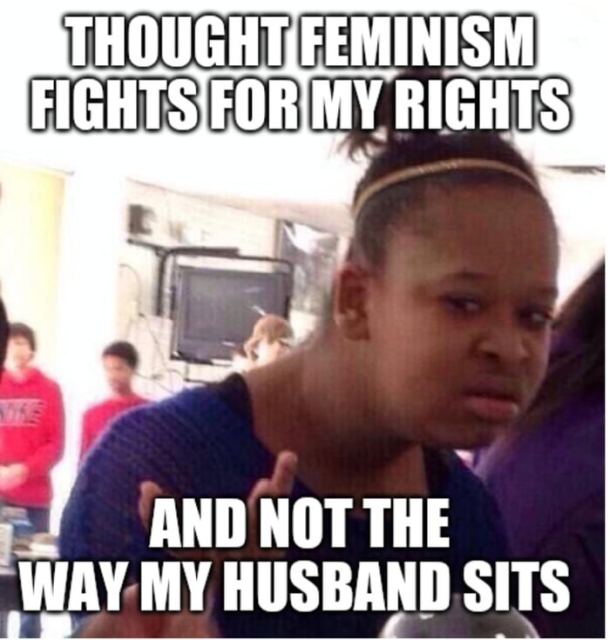 THOUGHT FEMINISM
FIGHTS FOR MY RIGHTS
AND NOT THE
WAY MY HUSBAND SITS